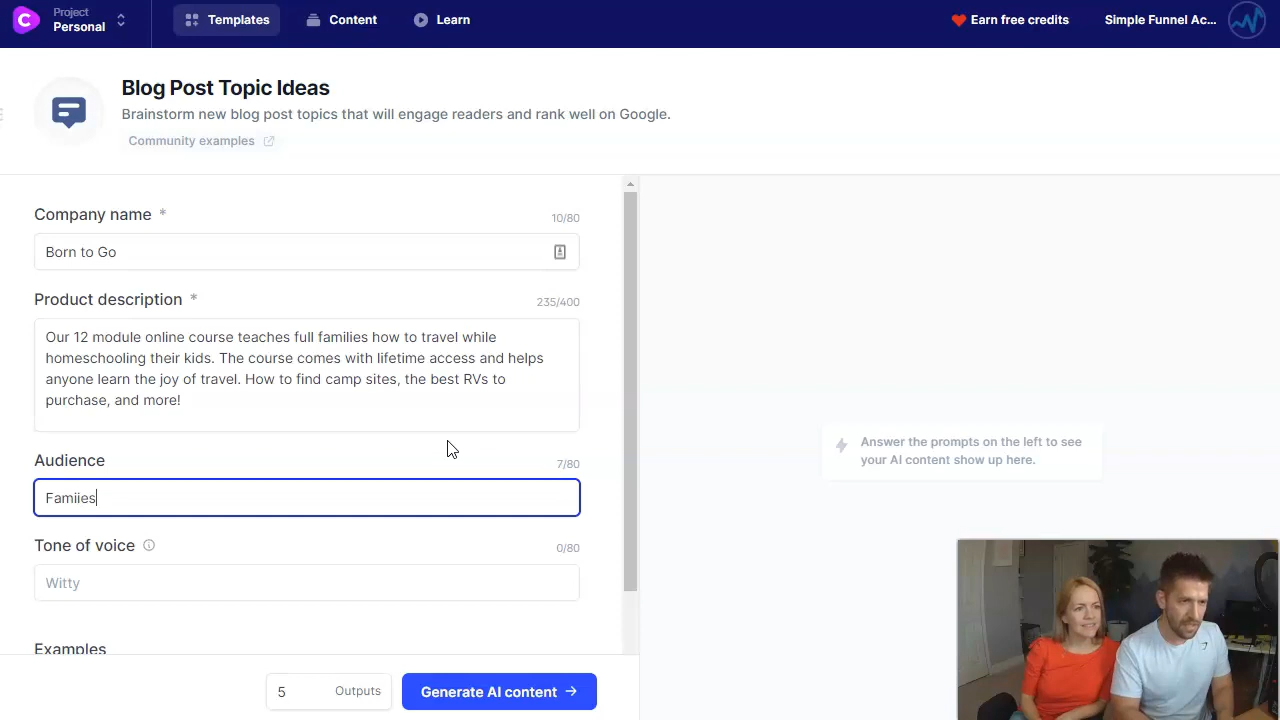 Project
Personal
Templates
Content
Learn
Earn free credits
Simple Funnel Ac...
Blog Post Topic Ideas
Brainstorm new blog post topics that will engage readers and rank well on Google.
Community examples
Company name *
10/80
Born to Go
Product description *
235/400
Our 12 module online course teaches full families how to travel while
homeschooling their kids. The course comes with lifetime access and helps
anyone learn the joy of travel. How to find camp sites, the best RVs to
purchase, and more!
Audience
7/80
Famiies
Tone of voice
0/80
Witty
Examples
5 Outputs
Generate AI content →
Answer the prompts on the left to see
your AI content show up here.